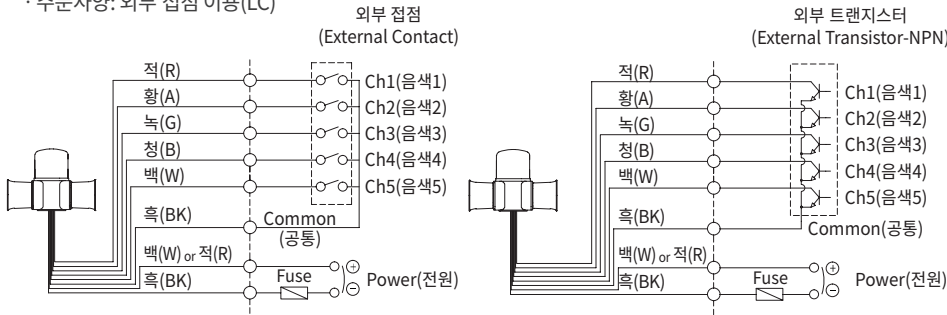 · 주문사양: 외부 접점 이용(LC)
외부 접점
(External Contact)
적(R)
Ch1(음색1)
황(A)
Ch2(음색2)
녹(G)
Ch3(음색3)
청(B)
Ch4(음색4)
백(W)
Ch5(음색5)
흑(BK)
Common
(공통)
백(W) or 적(R)
흑(BK)
Fuse
Power(전원)
외부 트랜지스터
(External Transistor-NPN)
적(R)
Ch1(음색1)
황(A)
Ch2(음색2)
녹(G)
Ch3(음색3)
청(B)
Ch4(음색4)
백(W)
Ch5(음색5)
흑(BK)
Common(공통)
백(W) or 적(R)
흑(BK)
Fuse
Power(전원)